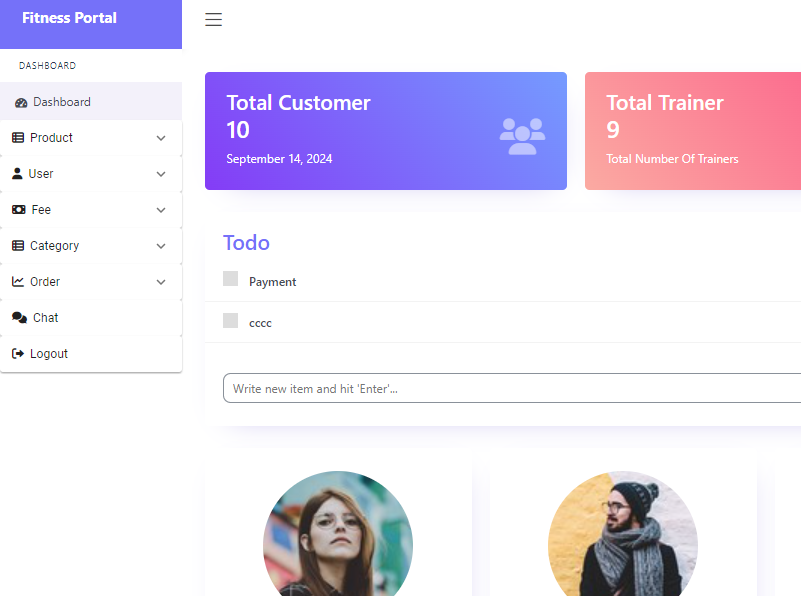 Fitness Portal
DASHBOARD
Dashboard
Product
User
Fee
Category
Order
Chat
Logout
Total Customer
10
September 14, 2024
Total Trainer
9
Total Number Of Trainers
Todo
Payment
cccc
Write new item and hit 'Enter'...